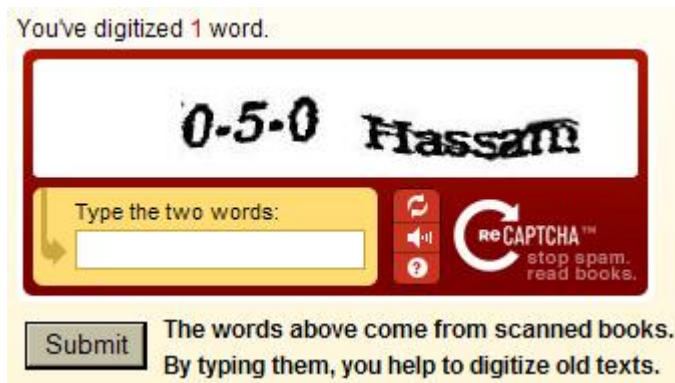 You've digitized 1 word.
0-5-0 Hassam
Type the two words:
ReCAPTCHA™
stop spam.
read books.
Submit
The words above come from scanned books.
By typing them, you help to digitize old texts.